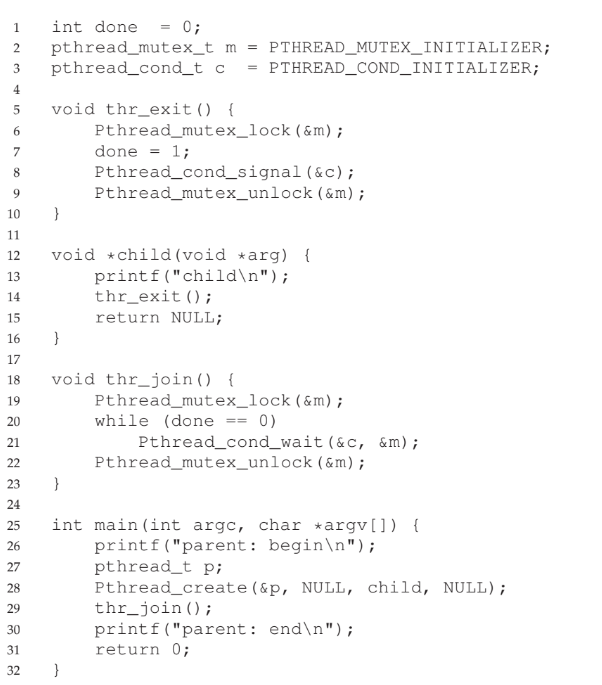 1 int done = 0;
2 pthread_mutex_t m = PTHREAD_MUTEX_INITIALIZER;
3 pthread_cond_t c = PTHREAD_COND_INITIALIZER;
4
5 void thr_exit() {
6 Pthread_mutex_lock(&m);
7 done = 1;
8 Pthread_cond_signal(&c);
9 Pthread_mutex_unlock(&m);
10 }
11
12 void *child(void *arg) {
13 printf("child\n");
14 thr_exit();
15 return NULL;
16 }
17
18 void thr_join() {
19 Pthread_mutex_lock(&m);
20 while (done == 0)
21 Pthread_cond_wait(&c, &m);
22 Pthread_mutex_unlock(&m);
23 }
24
25 int main(int argc, char *argv[]) {
26 printf("parent: begin\n");
27 pthread_t p;
28 Pthread_create(&p, NULL, child, NULL);
29 thr_join();
30 printf("parent: end\n");
31 return 0;
32 }